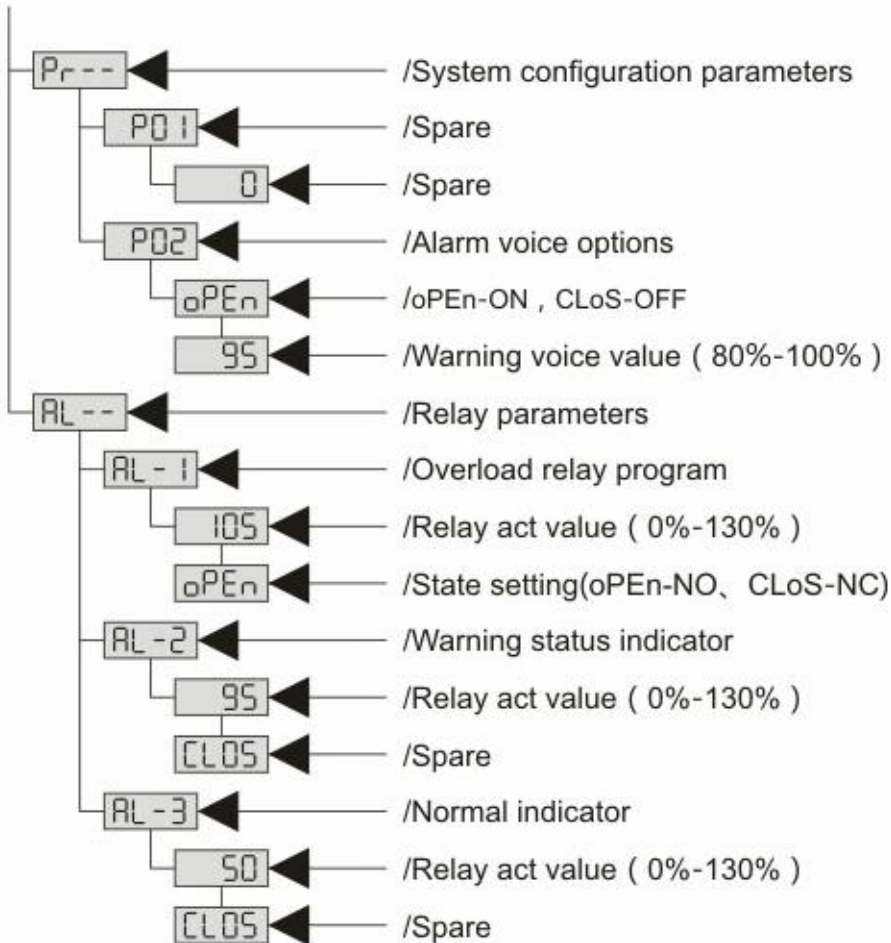 Pr-- /System configuration parameters
P01 /Spare
0 /Spare
P02 /Alarm voice options
oPEn /oPEn-ON , CLoS-OFF
95 /Warning voice value ( 80%-100% )
AL-- /Relay parameters
AL-1 /Overload relay program
105 /Relay act value ( 0%-130% )
oPEn /State setting(oPEn-NO、CLoS-NC)
AL-2 /Warning status indicator
95 /Relay act value ( 0%-130% )
CLOS /Spare
AL-3 /Normal indicator
50 /Relay act value ( 0%-130% )
CLOS /Spare